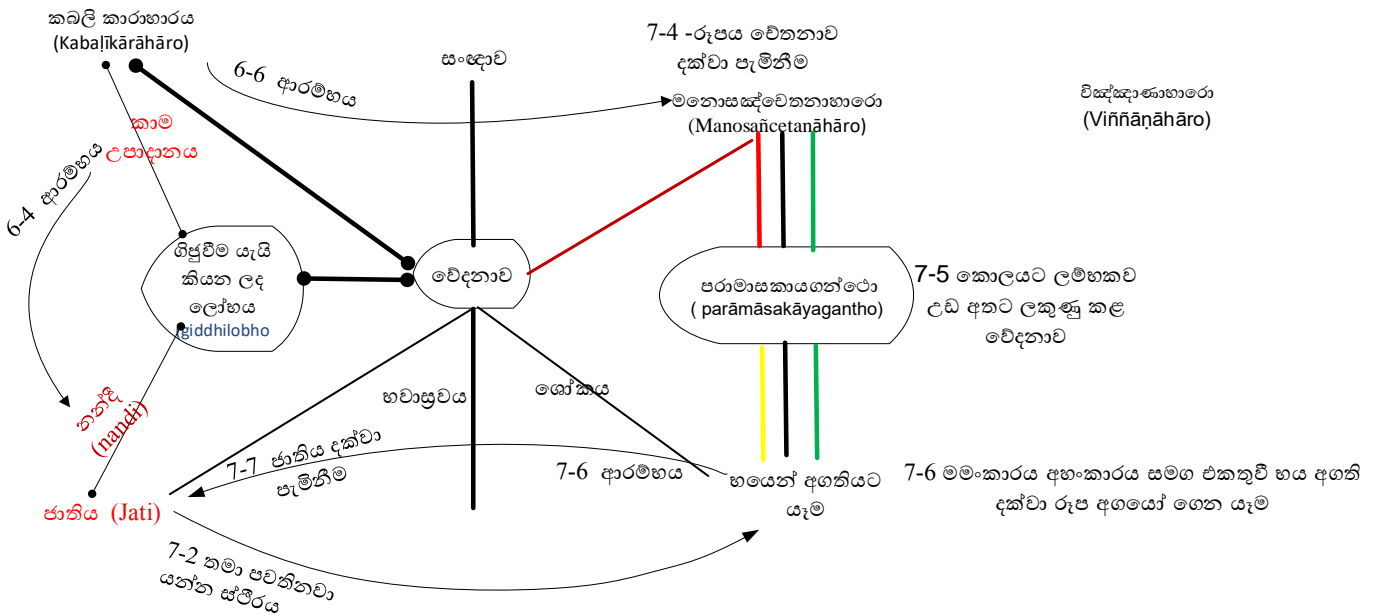 කබලි කාරාහාරය
(Kabaḷīkārāhāro)
6-6 ආරම්භය
සංඥාව
7-4 -රූපය චේතනාව
දක්වා පැමිනීම
මනොසඤ්චෙතනාහාරො
(Manosañcetanāhāro)
විඤ්ඤාණාහාරො
(Viññāṇāhāro)
කාම
උපාදානය
6-4 ආරම්භය
ගිජුවීම යැයි
කියන ලද
ලෝභය
giddhilobho
වේදනාව
පරාමාසකායගන්ථො
( parāmāsakāyagantho)
7-5 කොලයට ලම්භකව
උඩ අතට ලකුණු කළ
වේදනාව
නන්දි
(nandi)
භවාස්‍රවය
ශෝකය
7-7 ජාතිය දක්වා
පැමිනීම
7-6 ආරම්භය
භයෙන් අගතියට
යෑම
7-6 මමංකාරය අහංකාරය සමග එකතුවී භය අගති
දක්වා රූප අගයෝ ගෙන යෑම
ජාතිය (Jati)
7-2 තමා පවතිනවා
යන්න ස්ථීරය